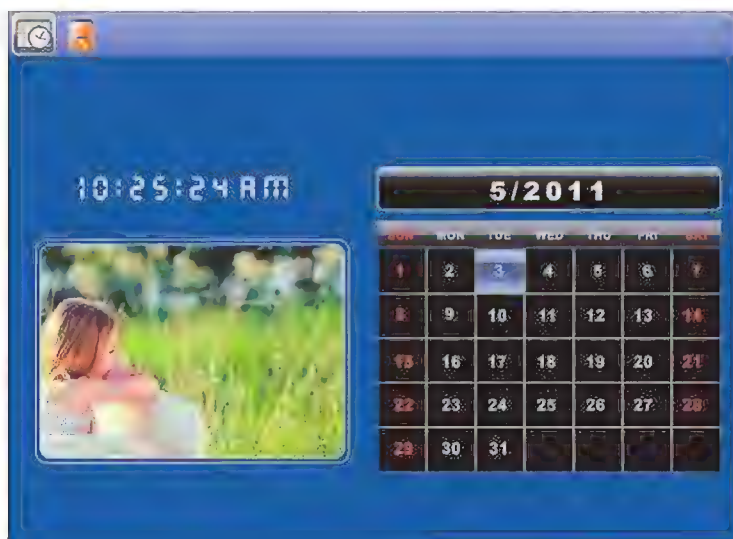 10:25:24 AM
5/2011
SUN MON TUE WED THU FRI SAT
1 2 3 4 5 6 7
8 9 10 11 12 13 14
15 16 17 18 19 20 21
22 23 24 25 26 27 28
29 30 31